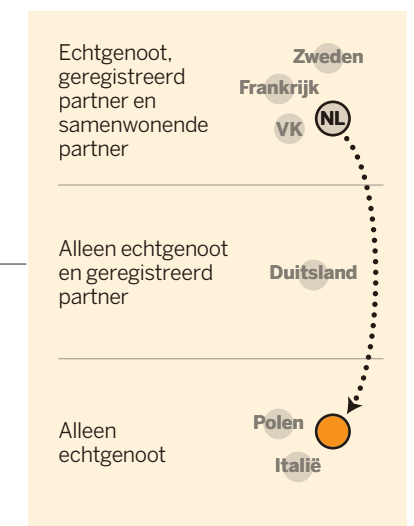 Echtgenoot,
geregistreerd
partner en
samenwonende
partner
Zweden
Frankrijk
VK
NL
Alleen echtgenoot
en geregistreerd
partner
Duitsland
Alleen
echtgenoot
Polen
Italië